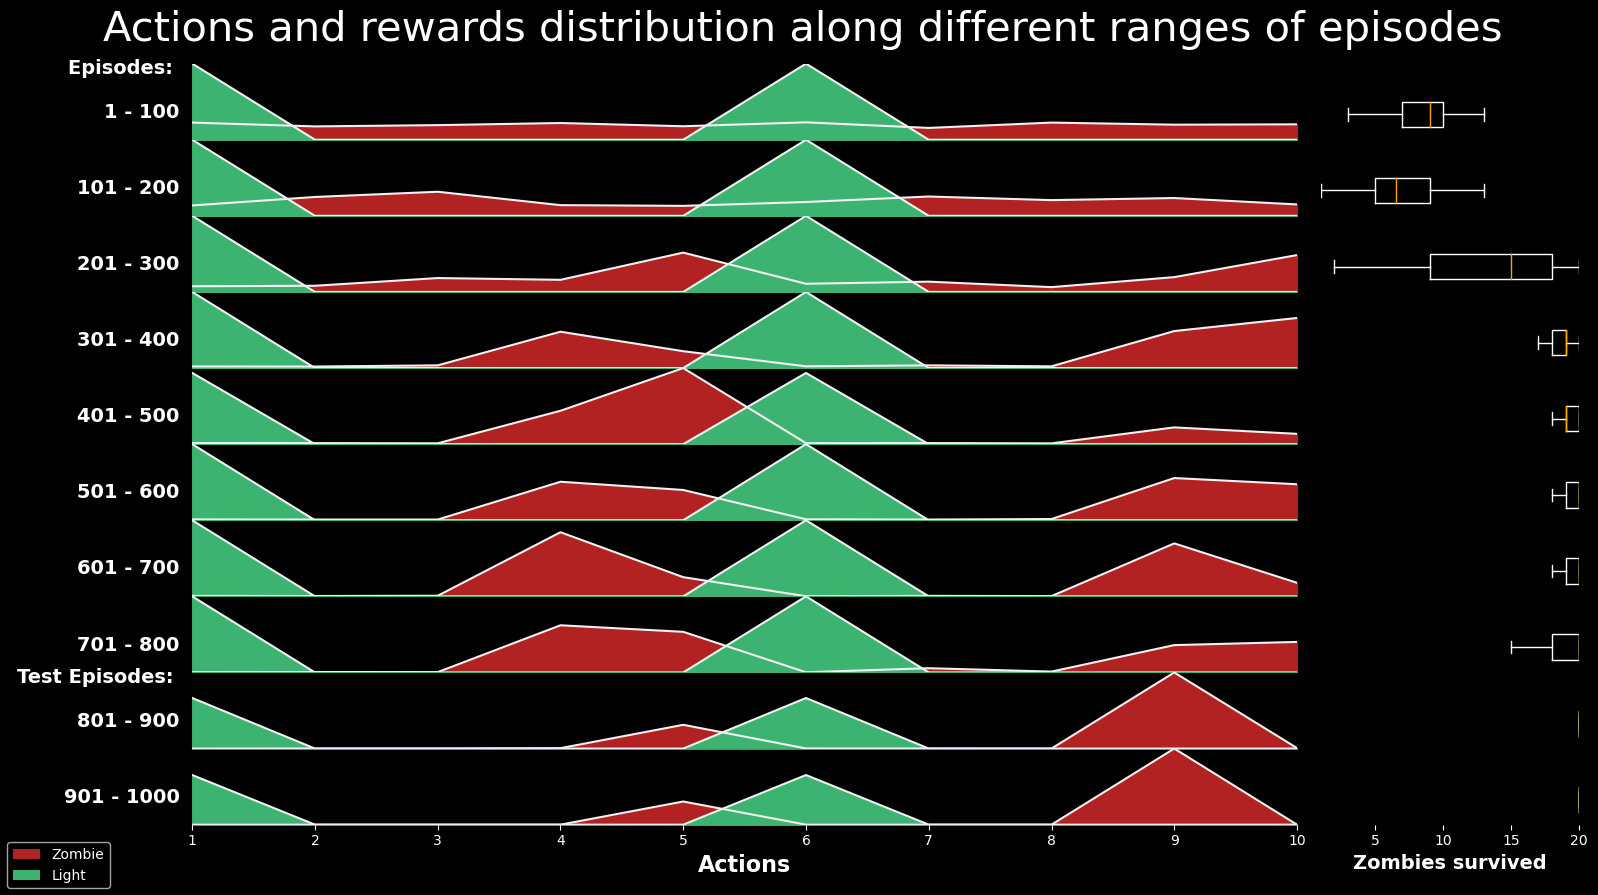 Actions and rewards distribution along different ranges of episodes
Episodes:
1 - 100
101 - 200
201 - 300
301 - 400
401 - 500
501 - 600
601 - 700
701 - 800
Test Episodes:
801 - 900
901 - 1000
1 2 3 4 5 6 7 8 9 10
5 10 15 20
Actions
Zombies survived
Zombie
Light